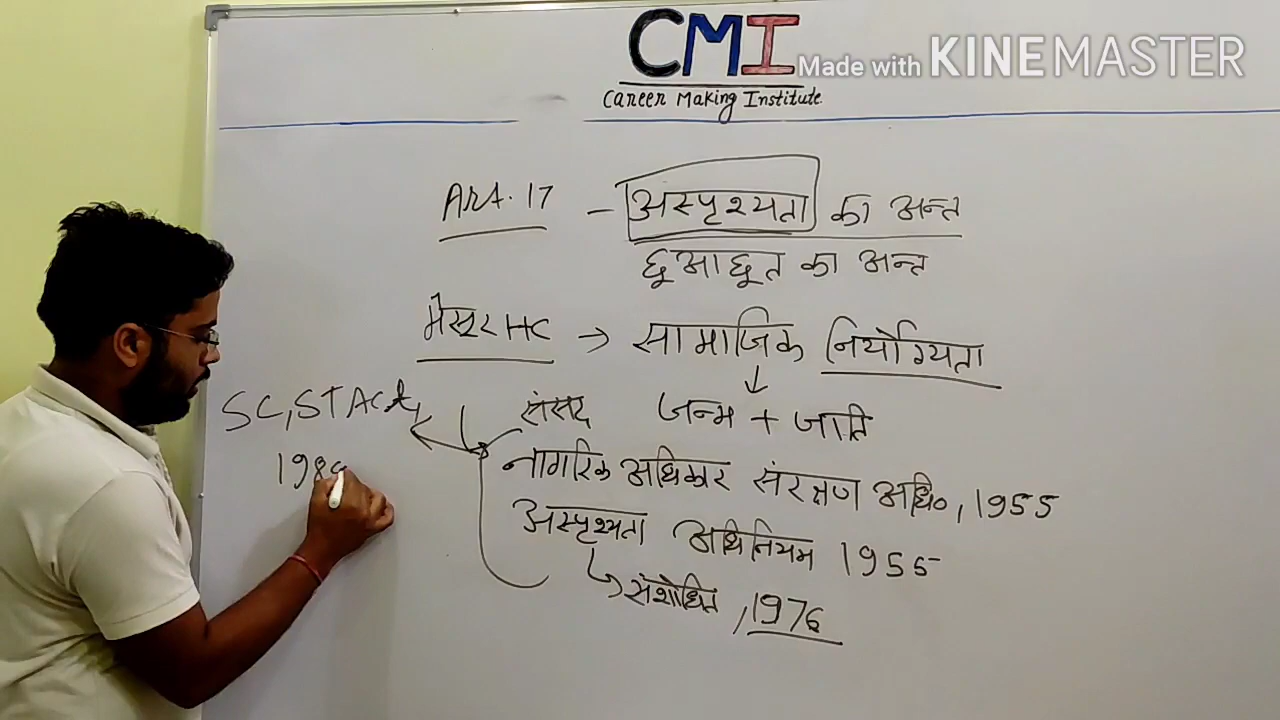 CMI
Made with KINEMASTER
Career Making Institute
Art. 17 - अस्पृश्यता का अन्त
छूआछूत का अन्त
मैसूर HC → सामाजिक निर्योग्यता
↓
SC, ST Act,
1989
संसद जन्म + जाति
नागरिक अधिकार संरक्षण अधि०, 1955
अस्पृश्यता अधिनियम 1955
संशोधित, 1976